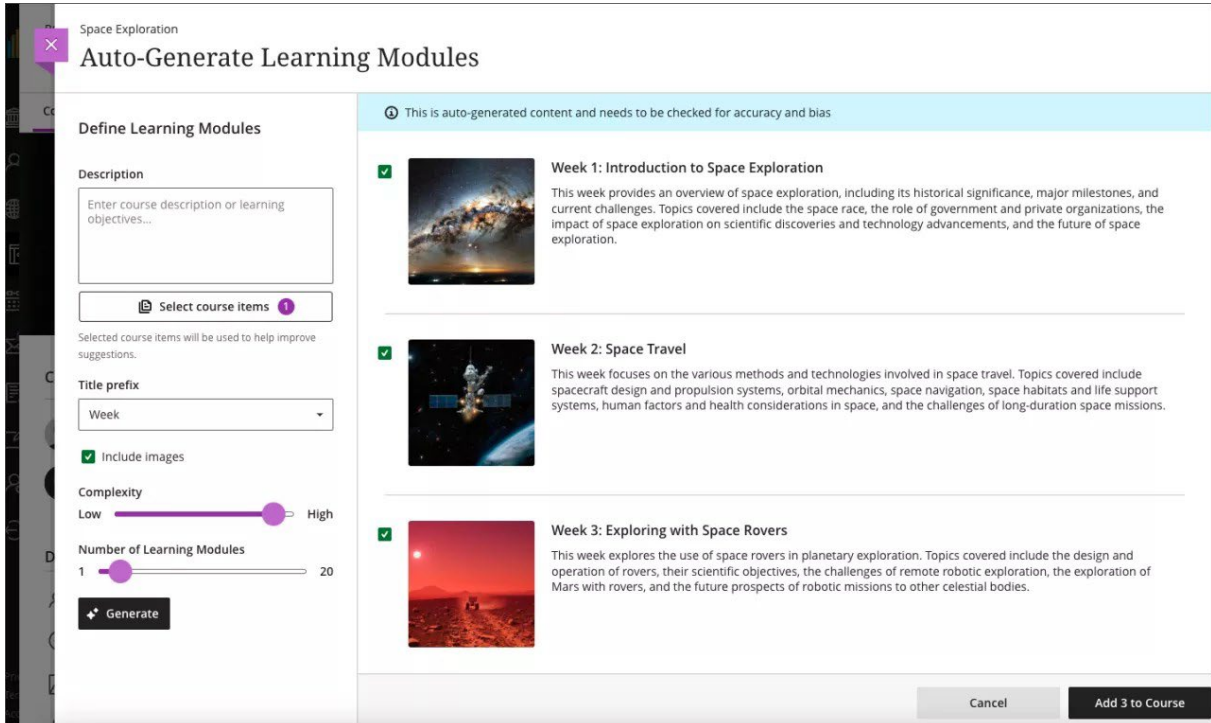 Space Exploration
Auto-Generate Learning Modules
Define Learning Modules
Description
Enter course description or learning
objectives...
Select course items 1
Selected course items will be used to help improve
suggestions.
Title prefix
Week
Include images
Complexity
Low High
Number of Learning Modules
1 20
Generate
This is auto-generated content and needs to be checked for accuracy and bias
Week 1: Introduction to Space Exploration
This week provides an overview of space exploration, including its historical significance, major milestones, and
current challenges. Topics covered include the space race, the role of government and private organizations, the
impact of space exploration on scientific discoveries and technology advancements, and the future of space
exploration.
Week 2: Space Travel
This week focuses on the various methods and technologies involved in space travel. Topics covered include
spacecraft design and propulsion systems, orbital mechanics, space navigation, space habitats and life support
systems, human factors and health considerations in space, and the challenges of long-duration space missions.
Week 3: Exploring with Space Rovers
This week explores the use of space rovers in planetary exploration. Topics covered include the design and
operation of rovers, their scientific objectives, the challenges of remote robotic exploration, the exploration of
Mars with rovers, and the future prospects of robotic missions to other celestial bodies.
Cancel
Add 3 to Course